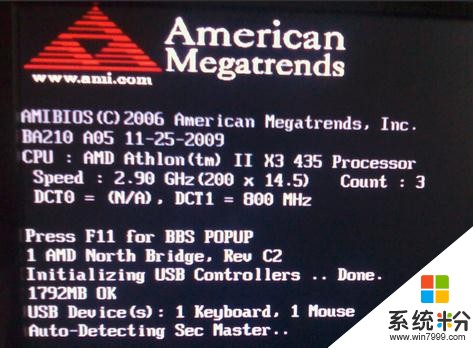 American
Megatrends
www.ami.com
AMIBIOS(C)2006 American Megatrends, Inc.
BA210 A05 11-25-2009
CPU : AMD Athlon(tm) II X3 435 Processor
Speed : 2.90 GHz(200 x 14.5) Count : 3
DCT0 = (N/A), DCT1 = 800 MHz
Press F11 for BBS POPUP
1 AMD North Bridge, Rev C2
Initializing USB Controllers .. Done.
1792MB OK
USB Device(s): 1 Keyboard, 1 Mouse
Auto-Detecting Sec Master..
系统粉
www.win7999.com